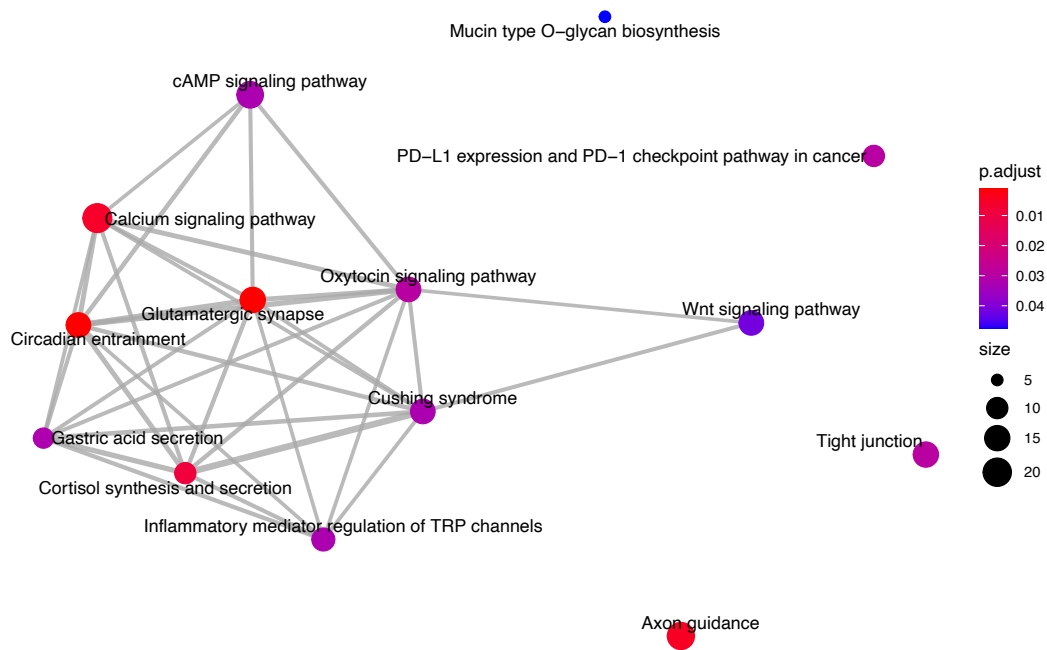 Mucin type O−glycan biosynthesis
cAMP signaling pathway
PD−L1 expression and PD−1 checkpoint pathway in cancer
Calcium signaling pathway
Oxytocin signaling pathway
Glutamatergic synapse
Wnt signaling pathway
Circadian entrainment
Cushing syndrome
Gastric acid secretion
Tight junction
Cortisol synthesis and secretion
Inflammatory mediator regulation of TRP channels
Axon guidance
p.adjust
0.01
0.02
0.03
0.04
size
5
10
15
20